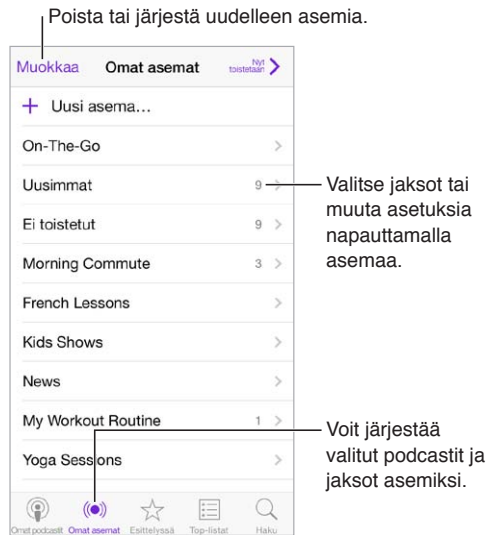 Poista tai järjestä uudelleen asemia.
Muokkaa Omat asemat Nyt toistetaan
+ Uusi asema…
On-The-Go
Uusimmat 9
Ei toistetut 9
Morning Commute 3
French Lessons
Kids Shows
News
My Workout Routine 1
Yoga Sessions
Omat podcastit Omat asemat Esittelyssä Top-listat Haku
Valitse jaksot tai
muuta asetuksia
napauttamalla
asemaa.
Voit järjestää
valitut podcastit ja
jaksot asemiksi.